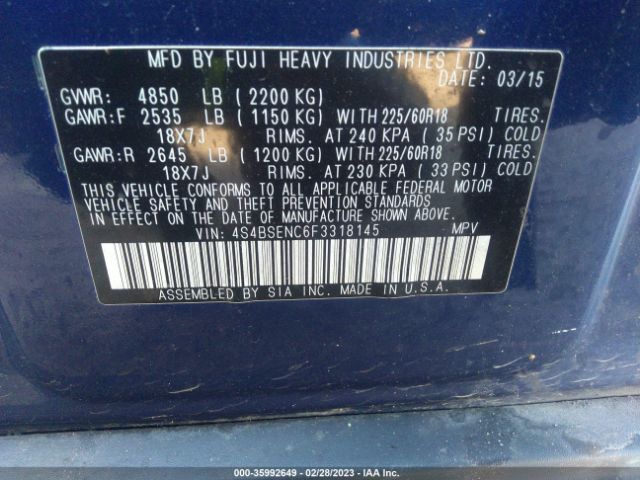 MFD BY FUJI HEAVY INDUSTRIES LTD.
DATE: 03/15
GVWR: 4850 LB (2200 KG)
GAWR:F 2535 LB (1150 KG) WITH 225/60R18 TIRES.
18X7J RIMS. AT 240 KPA (35 PSI) COLD
GAWR:R 2645 LB (1200 KG) WITH 225/60R18 TIRES.
18X7J RIMS. AT 230 KPA (33 PSI) COLD
THIS VEHICLE CONFORMS TO ALL APPLICABLE FEDERAL MOTOR
VEHICLE SAFETY AND THEFT PREVENTION STANDARDS
IN EFFECT ON THE DATE OF MANUFACTURE SHOWN ABOVE.
VIN: 4S4BSENC6F3318145 MPV
ASSEMBLED BY SIA INC. MADE IN U.S.A.
000-35992649 - 02/28/2023 - IAA Inc.